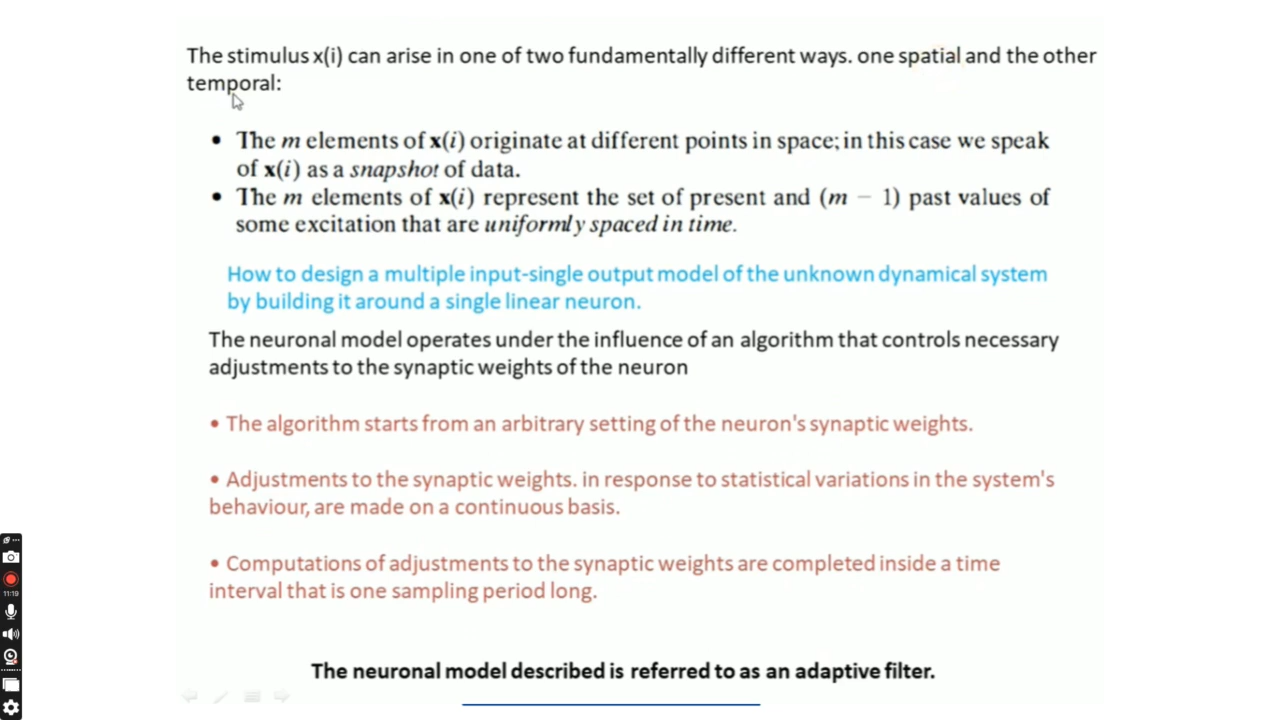 The stimulus x(i) can arise in one of two fundamentally different ways. one spatial and the other
temporal:
• The m elements of x(i) originate at different points in space; in this case we speak
of x(i) as a snapshot of data.
• The m elements of x(i) represent the set of present and (m − 1) past values of
some excitation that are uniformly spaced in time.
How to design a multiple input-single output model of the unknown dynamical system
by building it around a single linear neuron.
The neuronal model operates under the influence of an algorithm that controls necessary
adjustments to the synaptic weights of the neuron
• The algorithm starts from an arbitrary setting of the neuron's synaptic weights.
• Adjustments to the synaptic weights. in response to statistical variations in the system's
behaviour, are made on a continuous basis.
• Computations of adjustments to the synaptic weights are completed inside a time
interval that is one sampling period long.
11:19
The neuronal model described is referred to as an adaptive filter.